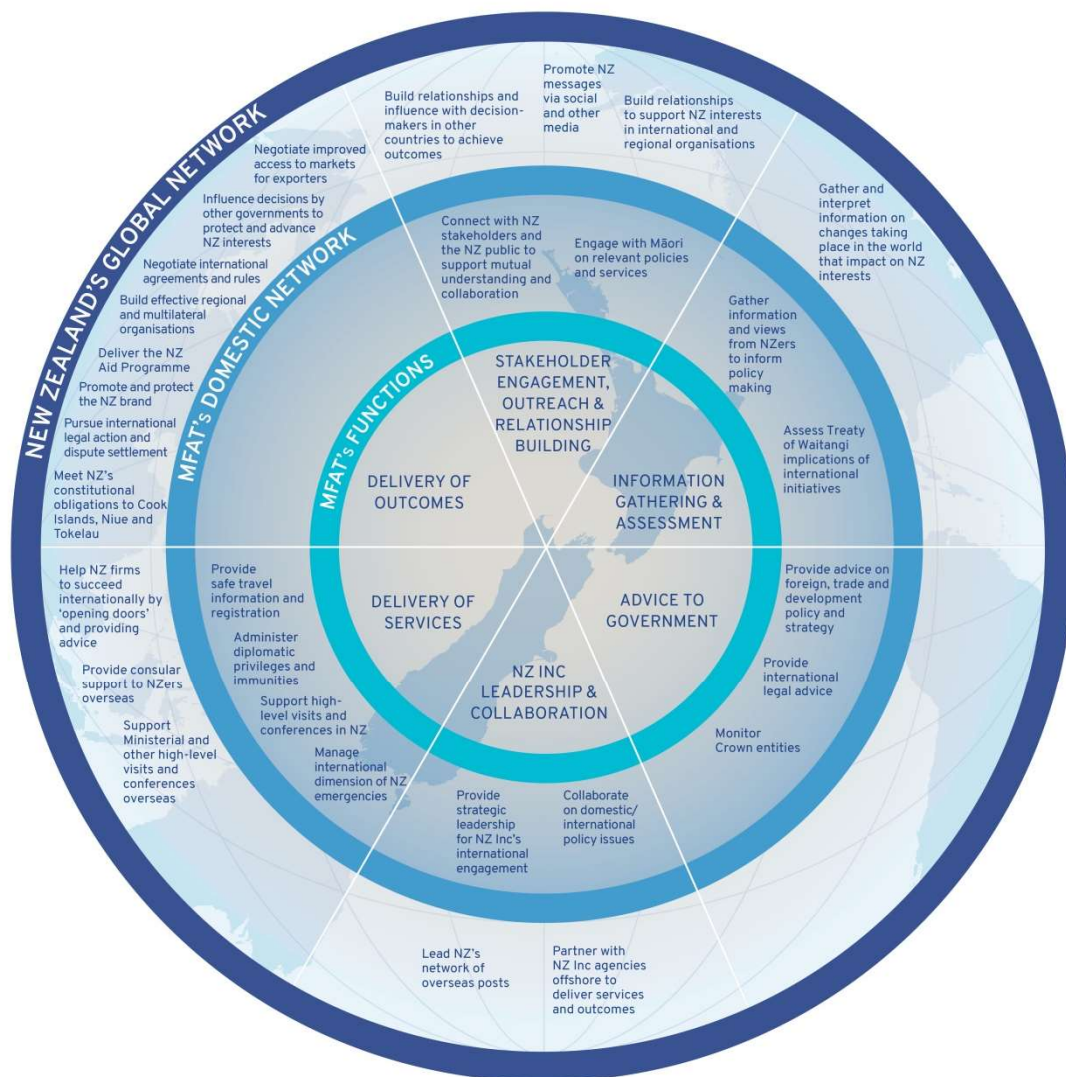 NEW ZEALAND'S GLOBAL NETWORK
MFAT's DOMESTIC NETWORK
MFAT's FUNCTIONS
Promote NZ
messages
via social
and other
media
Build relationships and
influence with decision-
makers in other
countries to achieve
outcomes
Build relationships
to support NZ interests
in international and
regional organisations
Negotiate improved
access to markets
for exporters
Influence decisions by
other governments to
protect and advance
NZ interests
Negotiate international
agreements and rules
Build effective regional
and multilateral
organisations
Deliver the NZ
Aid Programme
Promote and protect
the NZ brand
Pursue international
legal action and
dispute settlement
Meet NZ's
constitutional
obligations to Cook
Islands, Niue and
Tokelau
Gather and
interpret
information on
changes taking
place in the world
that impact on NZ
interests
Connect with NZ
stakeholders and
the NZ public to
support mutual
understanding and
collaboration
Engage with Māori
on relevant policies
and services
Gather
information
and views
from NZers
to inform
policy
making
Assess Treaty
of Waitangi
implications of
international
initiatives
STAKEHOLDER
ENGAGEMENT,
OUTREACH &
RELATIONSHIP
BUILDING
DELIVERY OF
OUTCOMES
INFORMATION
GATHERING &
ASSESSMENT
DELIVERY OF
SERVICES
ADVICE TO
GOVERNMENT
NZ INC
LEADERSHIP &
COLLABORATION
Help NZ firms
to succeed
internationally by
'opening doors'
and providing
advice
Provide consular
support to NZers
overseas
Support
Ministerial and
other high-level
visits and
conferences
overseas
Provide
safe travel
information and
registration
Administer
diplomatic
privileges and
immunities
Support high-
level visits and
conferences in NZ
Manage
international
dimension of NZ
emergencies
Provide
strategic
leadership
for NZ Inc's
international
engagement
Collaborate
on domestic/
international
policy issues
Provide advice on
foreign, trade and
development
policy and
strategy
Provide
international
legal advice
Monitor
Crown entities
Lead NZ's
network of
overseas posts
Partner with
NZ Inc agencies
offshore to
deliver services
and outcomes